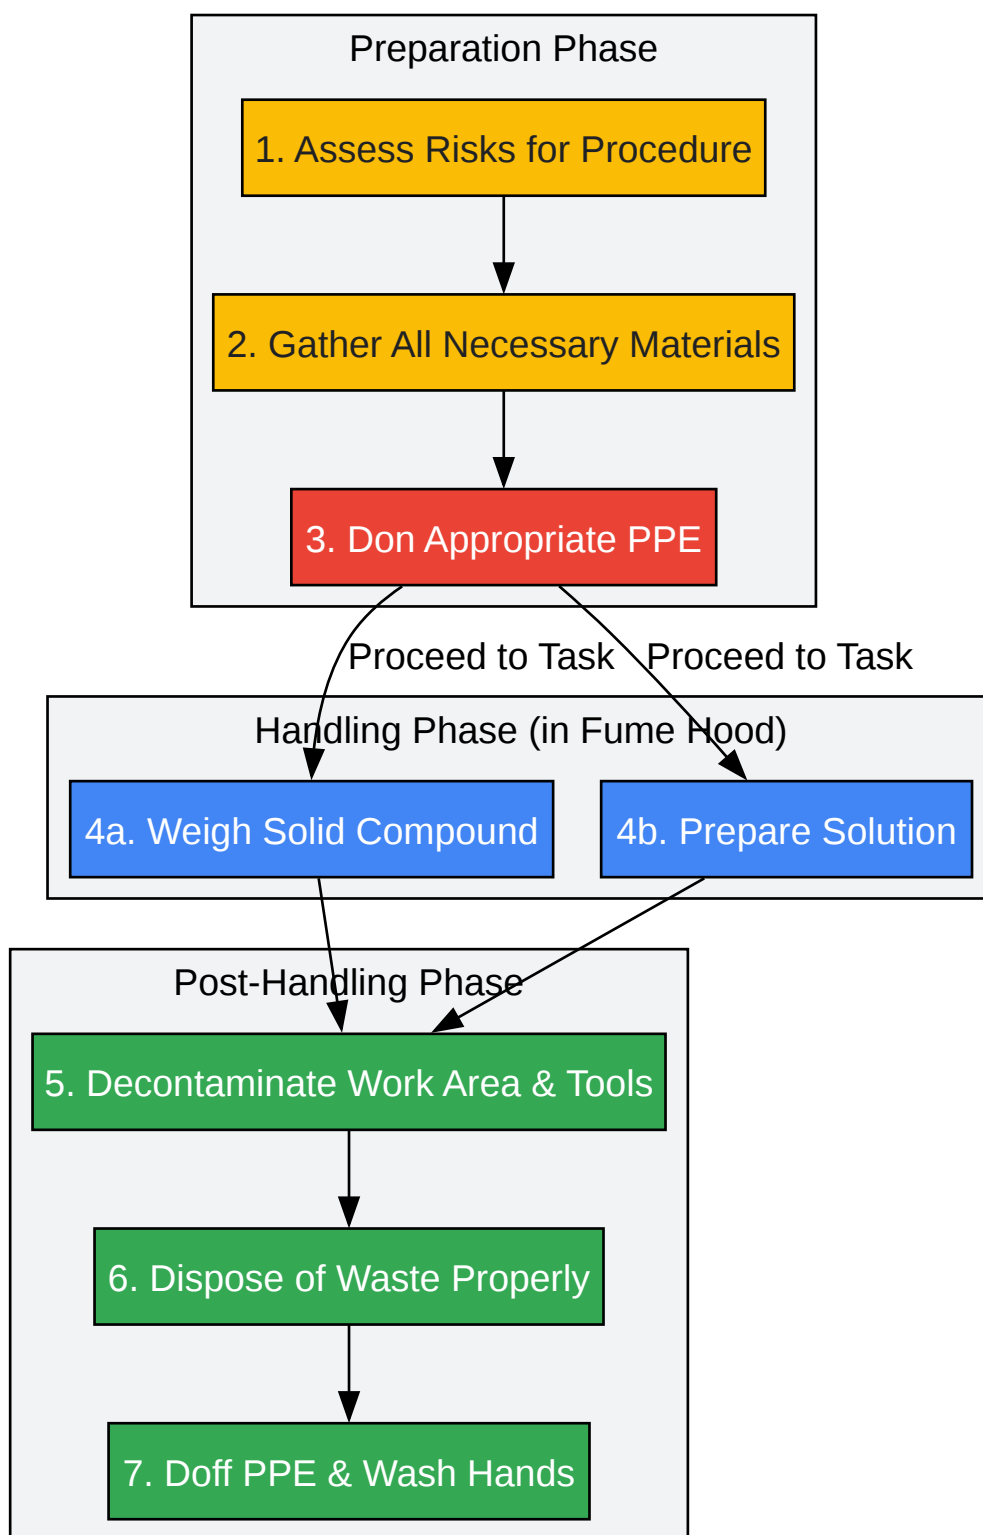 Preparation Phase
1. Assess Risks for Procedure
2. Gather All Necessary Materials
3. Don Appropriate PPE
Proceed to Task
Proceed to Task
Handling Phase (in Fume Hood)
4a. Weigh Solid Compound
4b. Prepare Solution
Post-Handling Phase
5. Decontaminate Work Area & Tools
6. Dispose of Waste Properly
7. Doff PPE & Wash Hands